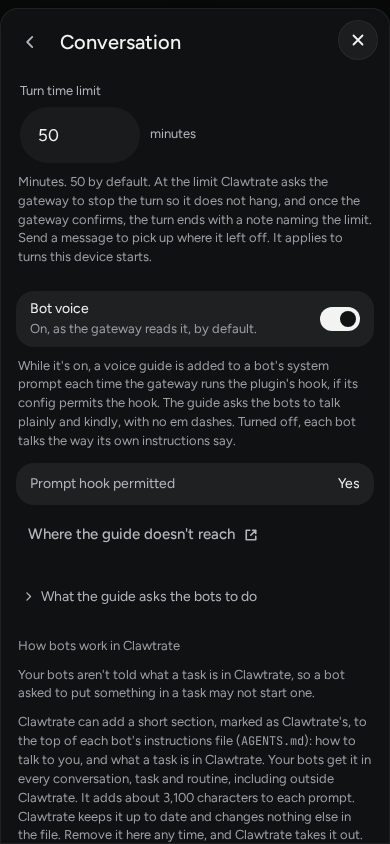 Conversation
Turn time limit
50 minutes
Minutes. 50 by default. At the limit Clawtrate asks the
gateway to stop the turn so it does not hang, and once the
gateway confirms, the turn ends with a note naming the limit.
Send a message to pick up where it left off. It applies to
turns this device starts.
Bot voice
On, as the gateway reads it, by default.
While it's on, a voice guide is added to a bot's system
prompt each time the gateway runs the plugin's hook, if its
config permits the hook. The guide asks the bots to talk
plainly and kindly, with no em dashes. Turned off, each bot
talks the way its own instructions say.
Prompt hook permitted Yes
Where the guide doesn't reach
What the guide asks the bots to do
How bots work in Clawtrate
Your bots aren't told what a task is in Clawtrate, so a bot
asked to put something in a task may not start one.
Clawtrate can add a short section, marked as Clawtrate's, to
the top of each bot's instructions file (AGENTS.md): how to
talk to you, and what a task is in Clawtrate. Your bots get it in
every conversation, task and routine, including outside
Clawtrate. It adds about 3,100 characters to each prompt.
Clawtrate keeps it up to date and changes nothing else in
the file. Remove it here any time, and Clawtrate takes it out.